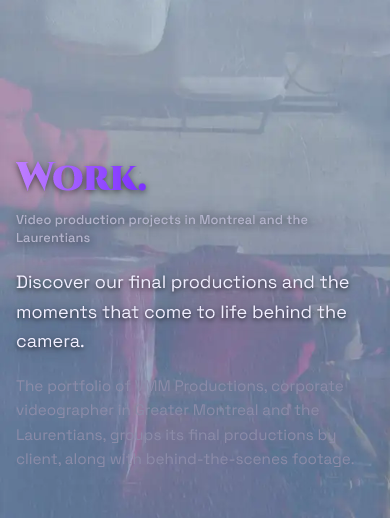 Work.
Video production projects in Montreal and the
Laurentians
Discover our final productions and the
moments that come to life behind the
camera.
The portfolio of Productions, corporate
videographer in Greater Montreal and the
Laurentians, groups its final productions by
client, along with behind-the-scenes footage.